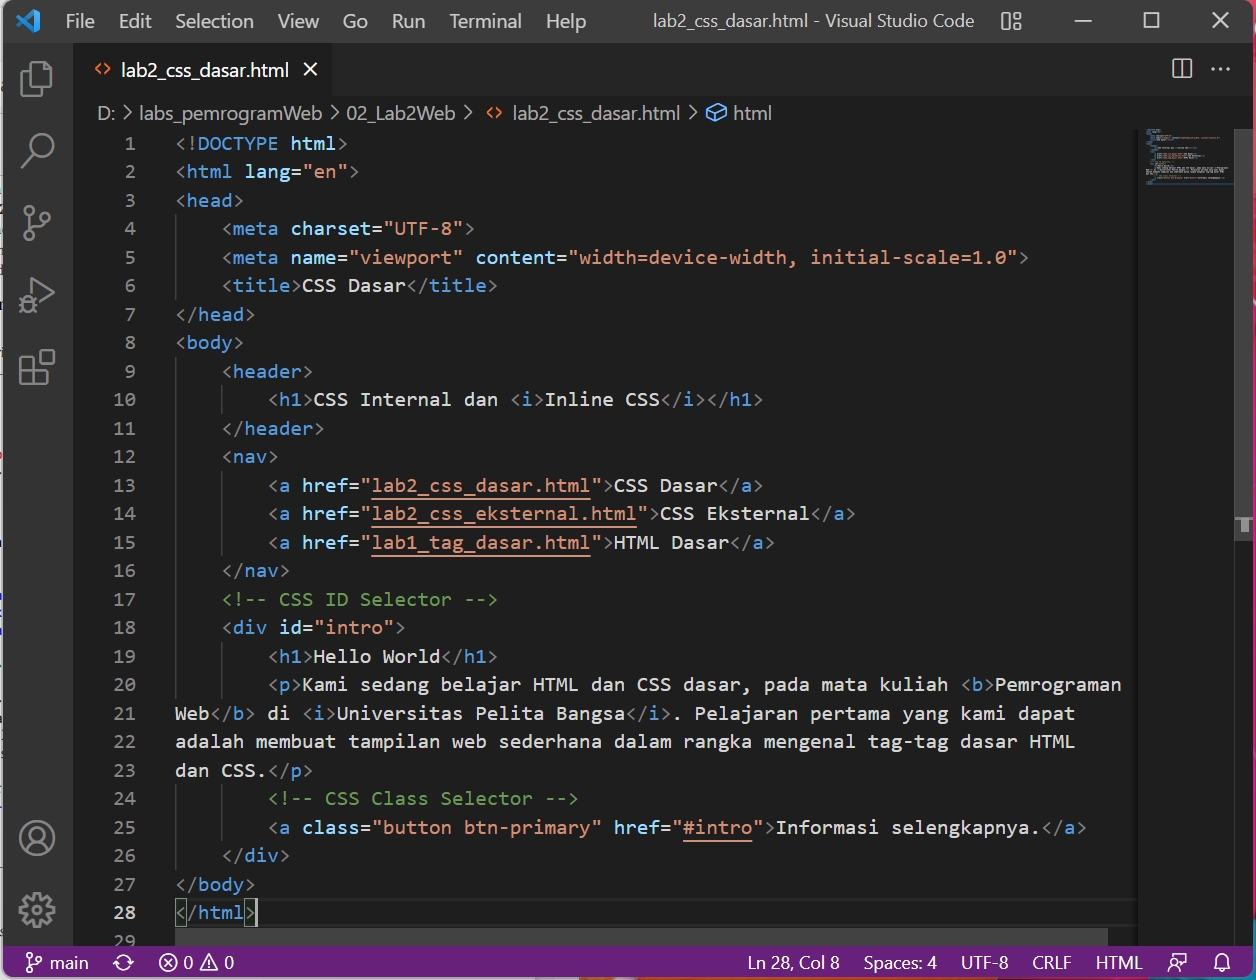 File Edit Selection View Go Run Terminal Help lab2_css_dasar.html - Visual Studio Code
lab2_css_dasar.html
D: > labs_pemrogramWeb > 02_Lab2Web > lab2_css_dasar.html > html
1 <!DOCTYPE html>
2 <html lang="en">
3 <head>
4 <meta charset="UTF-8">
5 <meta name="viewport" content="width=device-width, initial-scale=1.0">
6 <title>CSS Dasar</title>
7 </head>
8 <body>
9 <header>
10 <h1>CSS Internal dan <i>Inline CSS</i></h1>
11 </header>
12 <nav>
13 <a href="lab2_css_dasar.html">CSS Dasar</a>
14 <a href="lab2_css_eksternal.html">CSS Eksternal</a>
15 <a href="lab1_tag_dasar.html">HTML Dasar</a>
16 </nav>
17 <!-- CSS ID Selector -->
18 <div id="intro">
19 <h1>Hello World</h1>
20 <p>Kami sedang belajar HTML dan CSS dasar, pada mata kuliah <b>Pemrograman
21 Web</b> di <i>Universitas Pelita Bangsa</i>. Pelajaran pertama yang kami dapat
22 adalah membuat tampilan web sederhana dalam rangka mengenal tag-tag dasar HTML
23 dan CSS.</p>
24 <!-- CSS Class Selector -->
25 <a class="button btn-primary" href="#intro">Informasi selengkapnya.</a>
26 </div>
27 </body>
28 </html>
29
main 0 0 Ln 28, Col 8 Spaces: 4 UTF-8 CRLF HTML